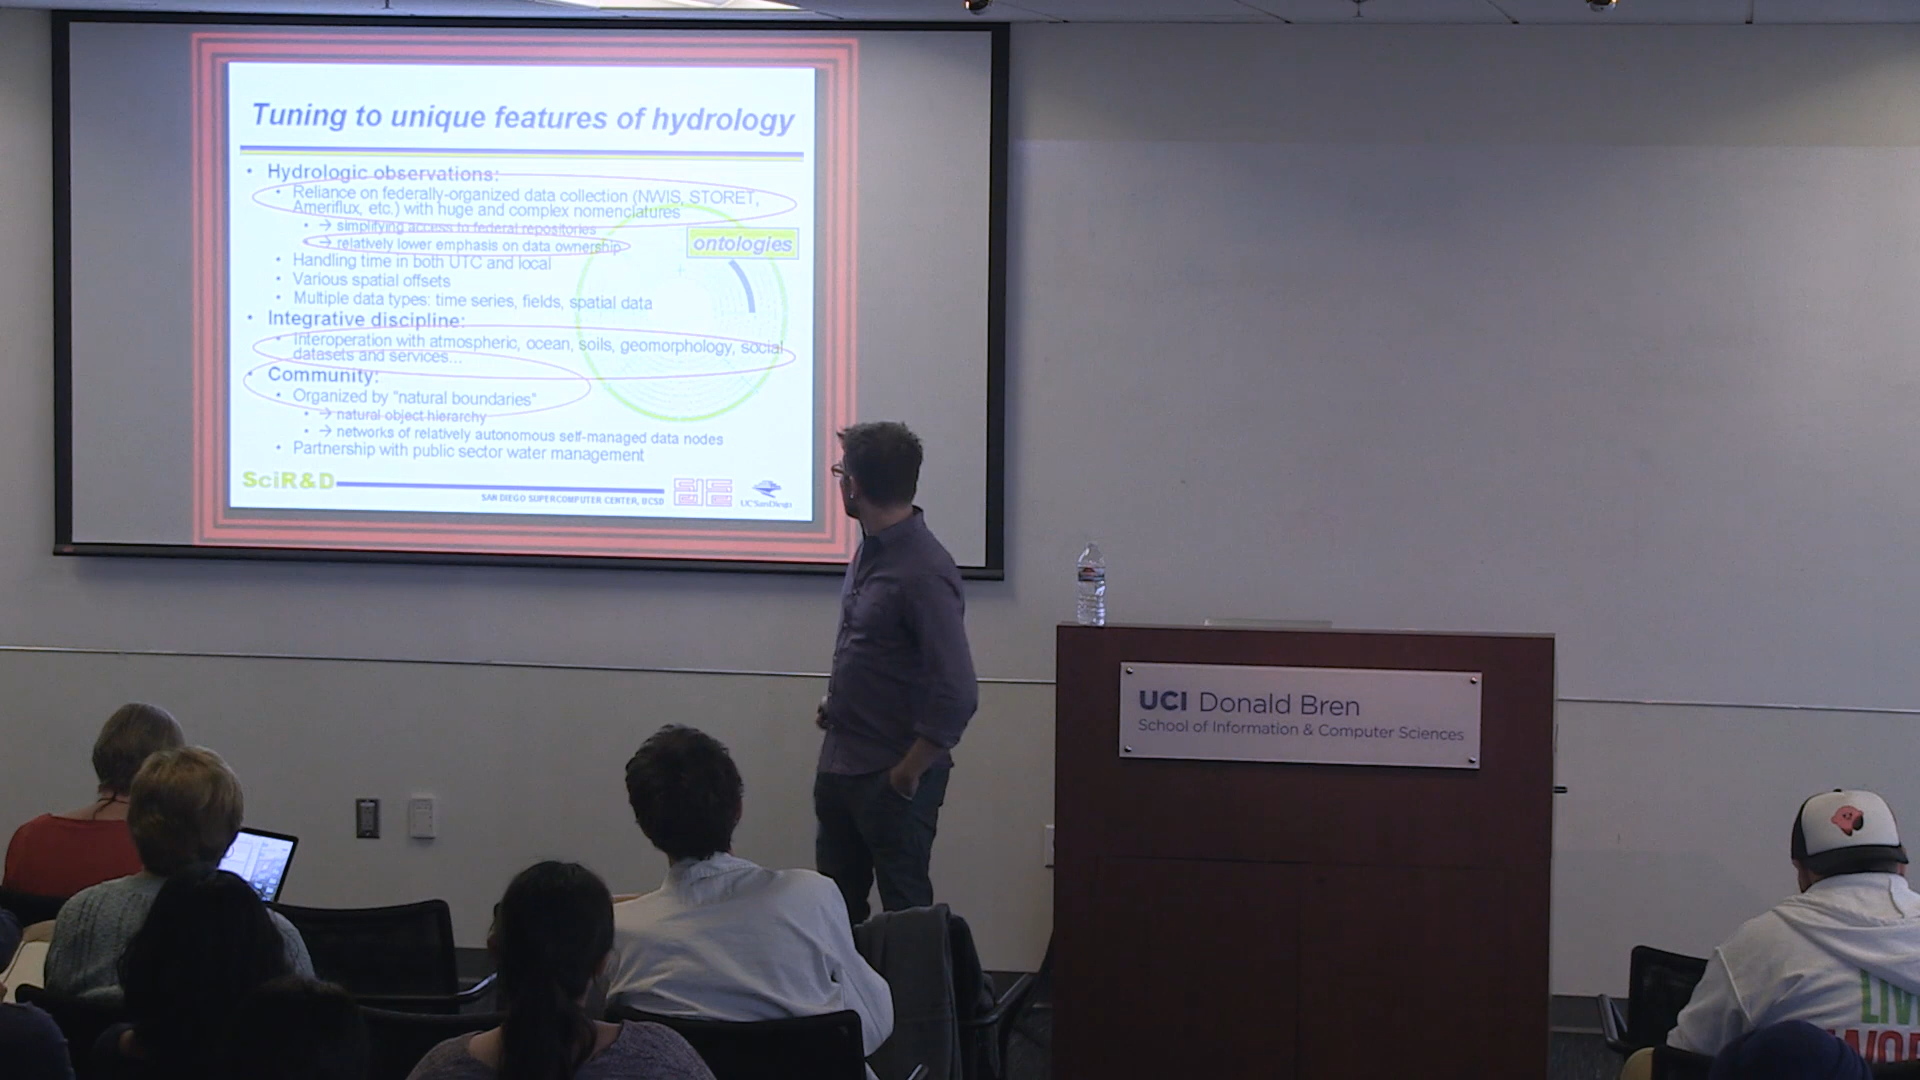 Tuning to unique features of hydrology
• Hydrologic observations:
• Reliance on federally-organized data collection (NWIS, STORET,
Ameriflux, etc.) with huge and complex nomenclatures
• → simplifying access to federal repositories
• → relatively lower emphasis on data ownership
ontologies
• Handling time in both UTC and local
• Various spatial offsets
• Multiple data types: time series, fields, spatial data
• Integrative discipline:
• Interoperation with atmospheric, ocean, soils, geomorphology, social
datasets and services...
• Community:
• Organized by "natural boundaries"
• → natural object hierarchy
• → networks of relatively autonomous self-managed data nodes
• Partnership with public sector water management
SciR&D
SAN DIEGO SUPERCOMPUTER CENTER, UCSD
UCSanDiego
UCI Donald Bren
School of Information & Computer Sciences